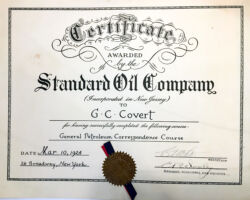 Certificate
AWARDED
by the
Standard Oil Company
(Incorporated in New Jersey)
TO
G·C·Covert
for having successfully completed the following course:
General Petroleum Correspondence Course
DATE Mar. 10, 1925
26 Broadway, New York